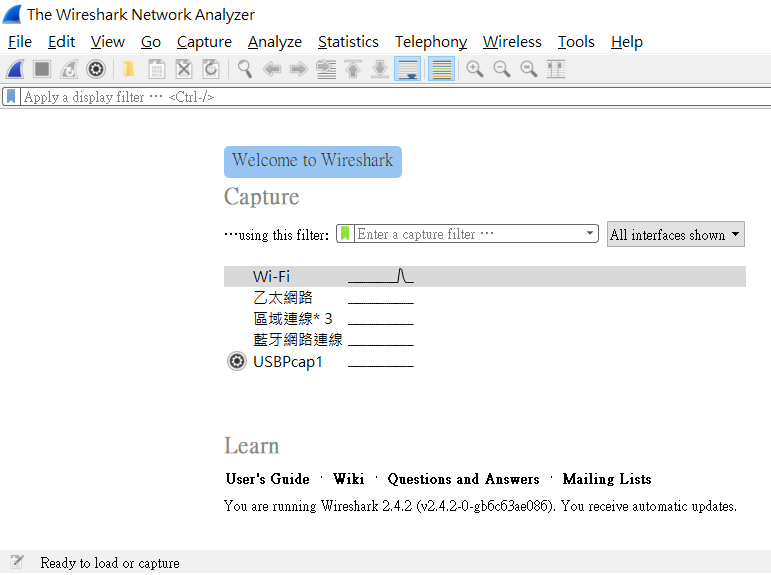 The Wireshark Network Analyzer
File Edit View Go Capture Analyze Statistics Telephony Wireless Tools Help
Apply a display filter … <Ctrl-/>
Welcome to Wireshark
Capture
…using this filter: Enter a capture filter … All interfaces shown
Wi-Fi
乙太網路
區域連線* 3
藍牙網路連線
USBPcap1
Learn
User's Guide · Wiki · Questions and Answers · Mailing Lists
You are running Wireshark 2.4.2 (v2.4.2-0-gb6c63ae086). You receive automatic updates.
Ready to load or capture